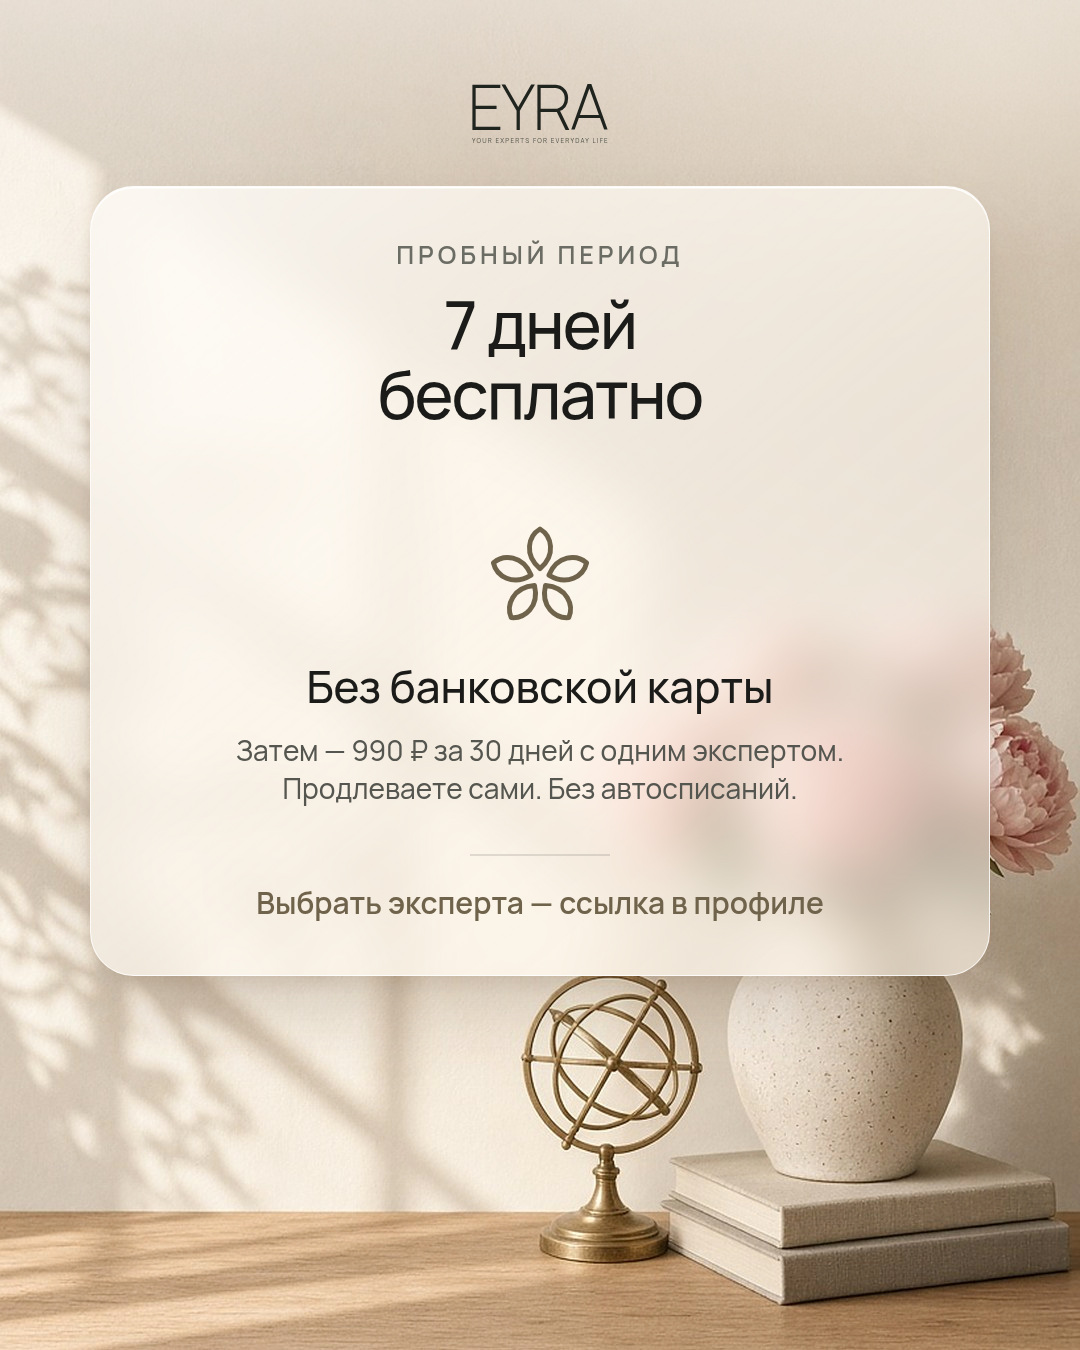 EYRA
YOUR EXPERTS FOR EVERYDAY LIFE
ПРОБНЫЙ ПЕРИОД
7 дней
бесплатно
Без банковской карты
Затем — 990 ₽ за 30 дней с одним экспертом.
Продлеваете сами. Без автосписаний.
Выбрать эксперта — ссылка в профиле